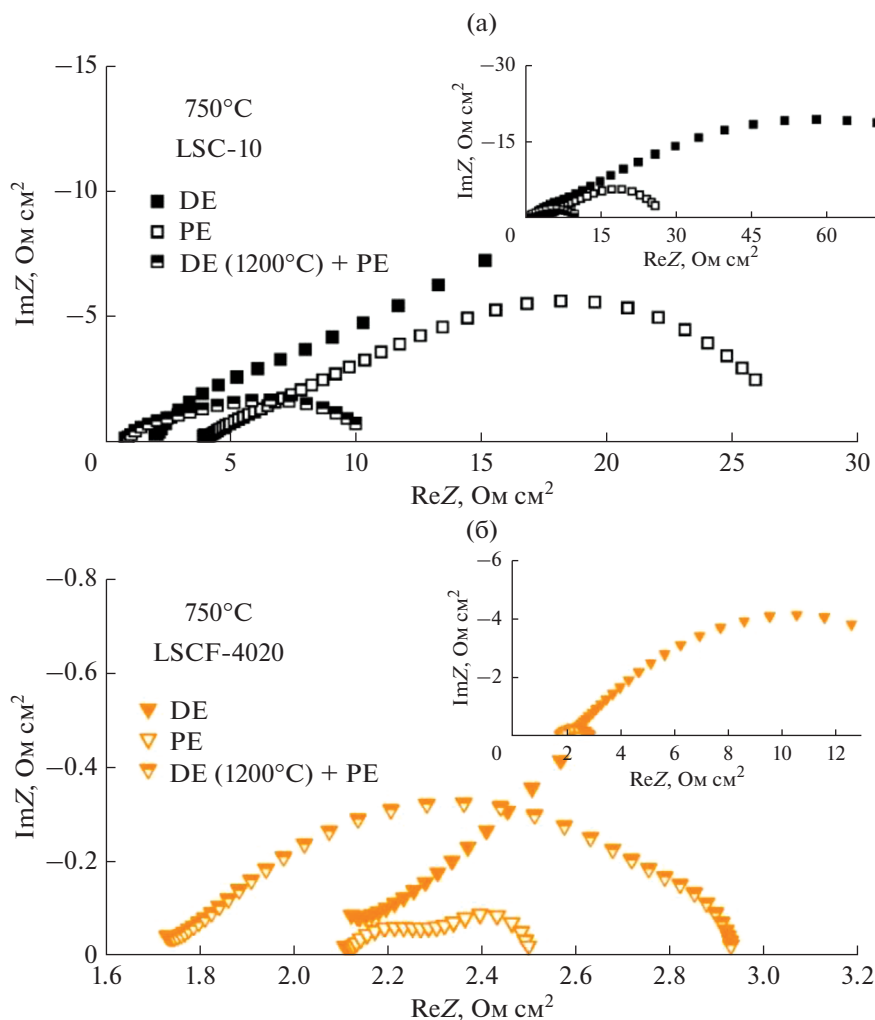 (а)
−15
−10
−5
0
5
10
15
20
25
30
ImZ, Ом см²
ReZ, Ом см²
750°C
LSC-10
DE
PE
DE (1200°C) + PE
−30
−15
0
15
30
45
60
ImZ, Ом см²
ReZ, Ом см²
(б)
−0.8
−0.6
−0.4
−0.2
0
1.6
1.8
2.0
2.2
2.4
2.6
2.8
3.0
3.2
ImZ, Ом см²
ReZ, Ом см²
750°C
LSCF-4020
DE
PE
DE (1200°C) + PE
−6
−4
−2
0
2
4
6
8
10
12
ImZ, Ом см²
ReZ, Ом см²